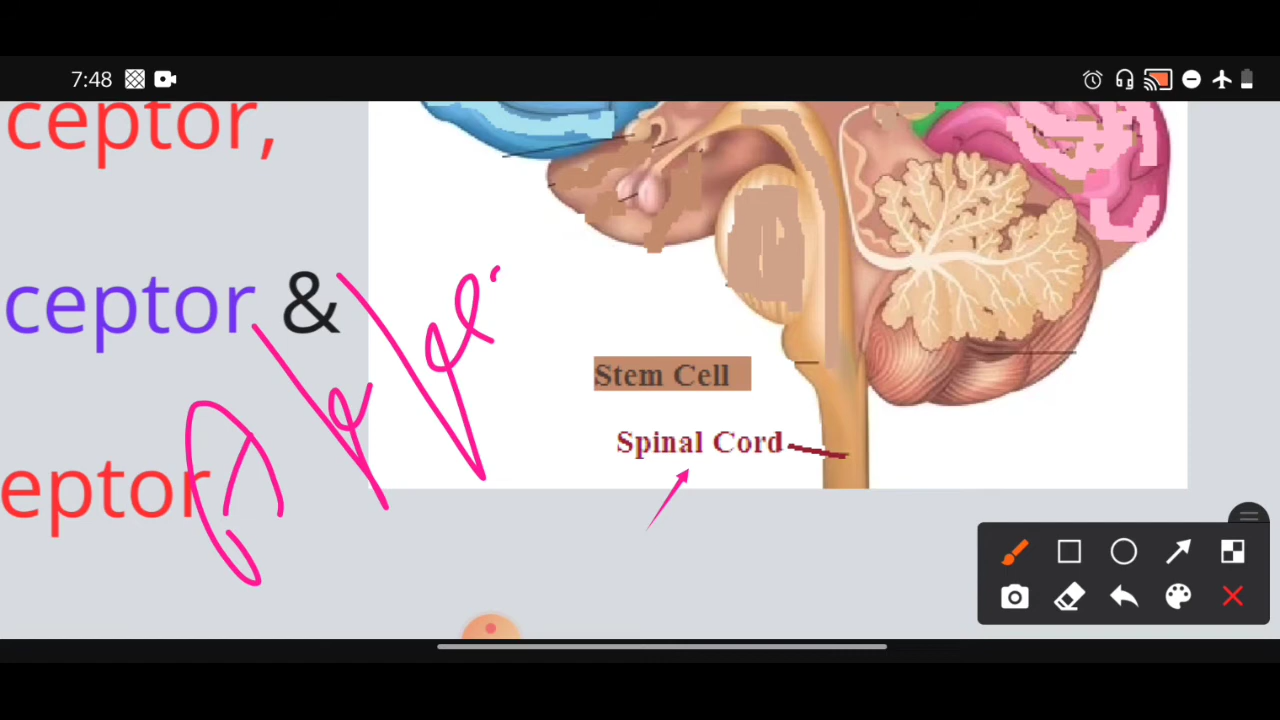 7:48
ceptor,
ceptor &
eptor
Stem Cell
Spinal Cord